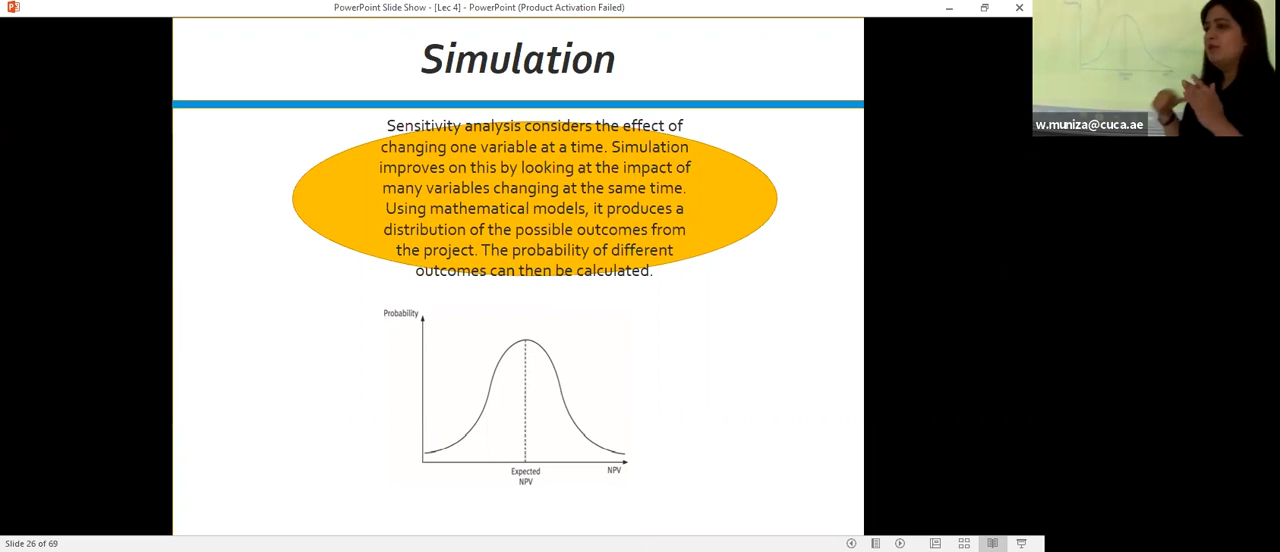 PowerPoint Slide Show - [Lec 4] - PowerPoint (Product Activation Failed)
Simulation
w.muniza@cuca.ae
Sensitivity analysis considers the effect of
changing one variable at a time. Simulation
improves on this by looking at the impact of
many variables changing at the same time.
Using mathematical models, it produces a
distribution of the possible outcomes from
the project. The probability of different
outcomes can then be calculated.
Probability
Expected
NPV
NPV
Slide 26 of 69